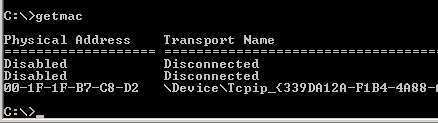 C:\>getmac
Physical Address    Transport Name
=================== ==========================================
Disabled            Disconnected
Disabled            Disconnected
00-1F-1F-B7-C8-D2   \Device\Tcpip_{339DA12A-F1B4-4A88-A
C:\>_